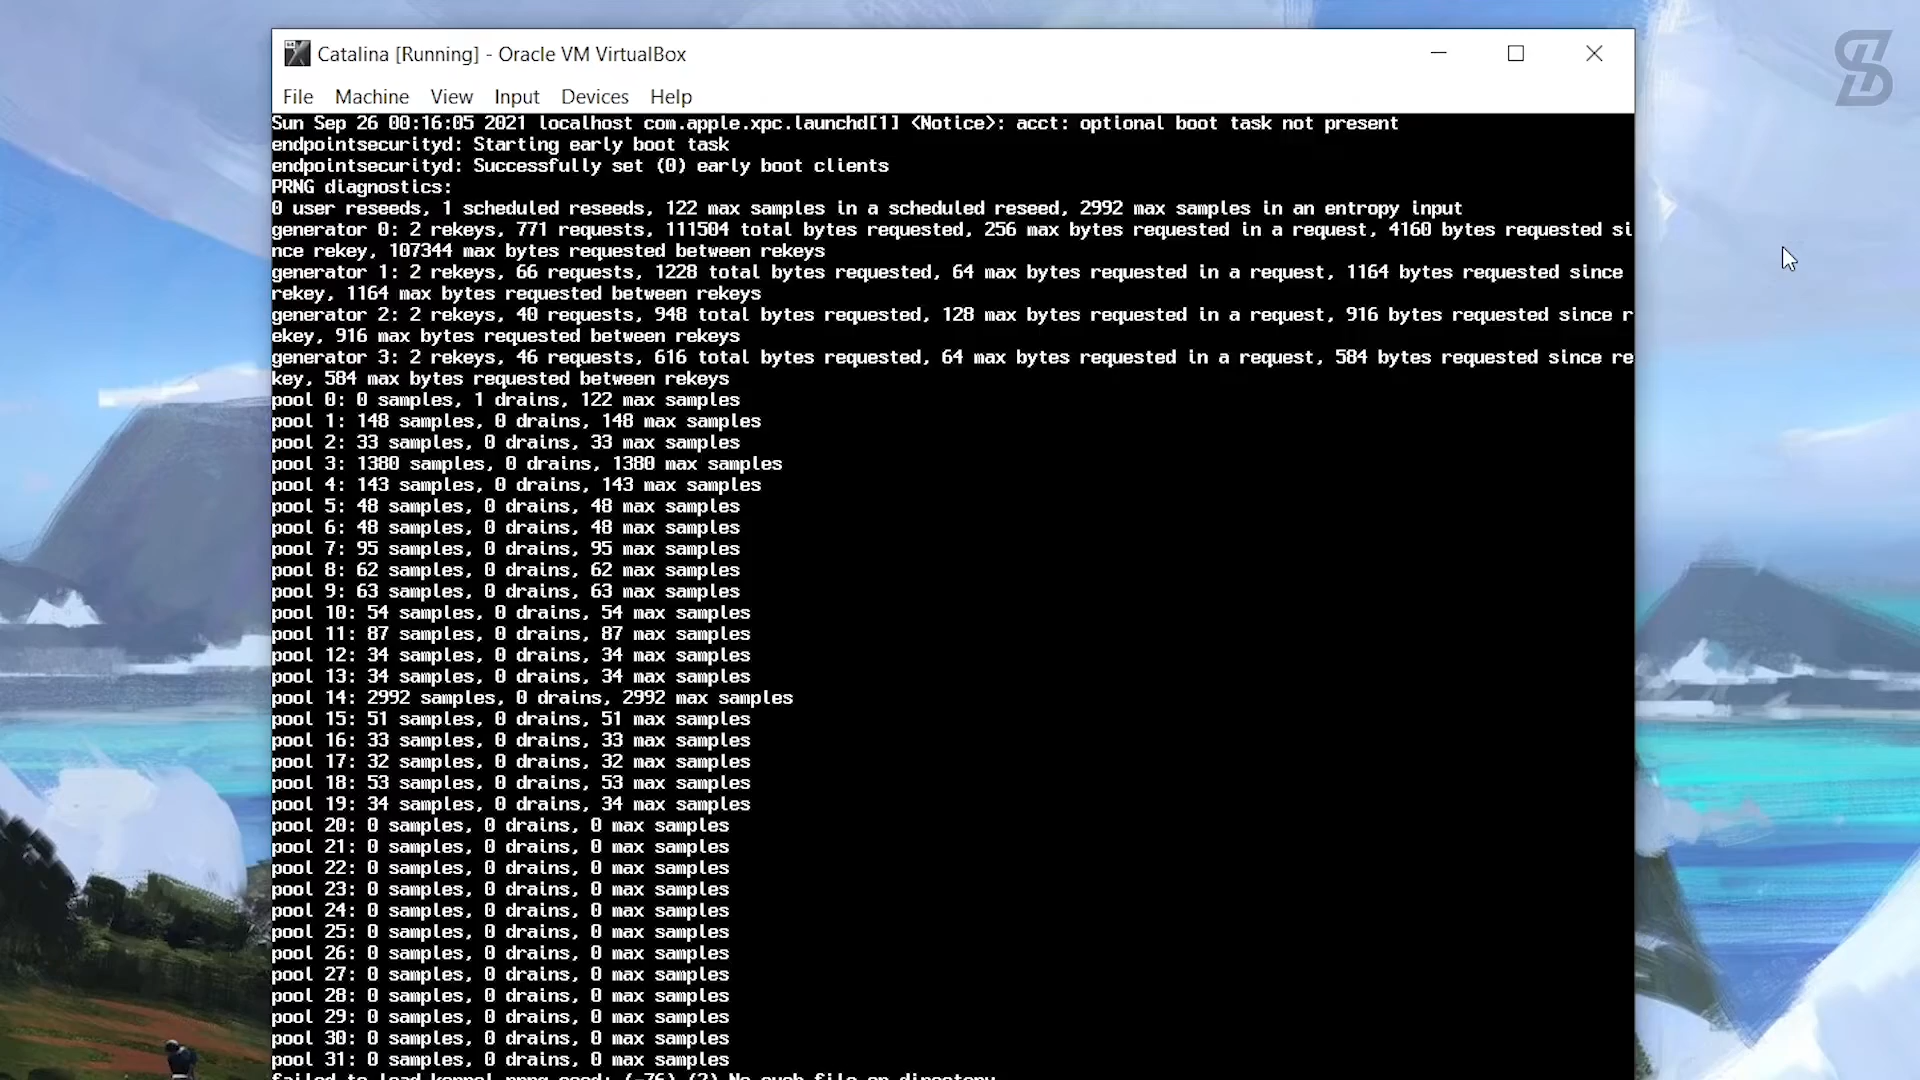 Catalina [Running] - Oracle VM VirtualBox
File Machine View Input Devices Help
Sun Sep 26 00:16:05 2021 localhost com.apple.xpc.launchd[1] <Notice>: acct: optional boot task not present
endpointsecurityd: Starting early boot task
endpointsecurityd: Successfully set (0) early boot clients
PRNG diagnostics:
0 user reseeds, 1 scheduled reseeds, 122 max samples in a scheduled reseed, 2992 max samples in an entropy input
generator 0: 2 rekeys, 771 requests, 111504 total bytes requested, 256 max bytes requested in a request, 4160 bytes requested si
nce rekey, 107344 max bytes requested between rekeys
generator 1: 2 rekeys, 66 requests, 1228 total bytes requested, 64 max bytes requested in a request, 1164 bytes requested since
rekey, 1164 max bytes requested between rekeys
generator 2: 2 rekeys, 40 requests, 948 total bytes requested, 128 max bytes requested in a request, 916 bytes requested since r
ekey, 916 max bytes requested between rekeys
generator 3: 2 rekeys, 46 requests, 616 total bytes requested, 64 max bytes requested in a request, 584 bytes requested since re
key, 584 max bytes requested between rekeys
pool 0: 0 samples, 1 drains, 122 max samples
pool 1: 148 samples, 0 drains, 148 max samples
pool 2: 33 samples, 0 drains, 33 max samples
pool 3: 1380 samples, 0 drains, 1380 max samples
pool 4: 143 samples, 0 drains, 143 max samples
pool 5: 48 samples, 0 drains, 48 max samples
pool 6: 48 samples, 0 drains, 48 max samples
pool 7: 95 samples, 0 drains, 95 max samples
pool 8: 62 samples, 0 drains, 62 max samples
pool 9: 63 samples, 0 drains, 63 max samples
pool 10: 54 samples, 0 drains, 54 max samples
pool 11: 87 samples, 0 drains, 87 max samples
pool 12: 34 samples, 0 drains, 34 max samples
pool 13: 34 samples, 0 drains, 34 max samples
pool 14: 2992 samples, 0 drains, 2992 max samples
pool 15: 51 samples, 0 drains, 51 max samples
pool 16: 33 samples, 0 drains, 33 max samples
pool 17: 32 samples, 0 drains, 32 max samples
pool 18: 53 samples, 0 drains, 53 max samples
pool 19: 34 samples, 0 drains, 34 max samples
pool 20: 0 samples, 0 drains, 0 max samples
pool 21: 0 samples, 0 drains, 0 max samples
pool 22: 0 samples, 0 drains, 0 max samples
pool 23: 0 samples, 0 drains, 0 max samples
pool 24: 0 samples, 0 drains, 0 max samples
pool 25: 0 samples, 0 drains, 0 max samples
pool 26: 0 samples, 0 drains, 0 max samples
pool 27: 0 samples, 0 drains, 0 max samples
pool 28: 0 samples, 0 drains, 0 max samples
pool 29: 0 samples, 0 drains, 0 max samples
pool 30: 0 samples, 0 drains, 0 max samples
pool 31: 0 samples, 0 drains, 0 max samples
failed to load kernel prng seed: (-76) (2) No such file or directory